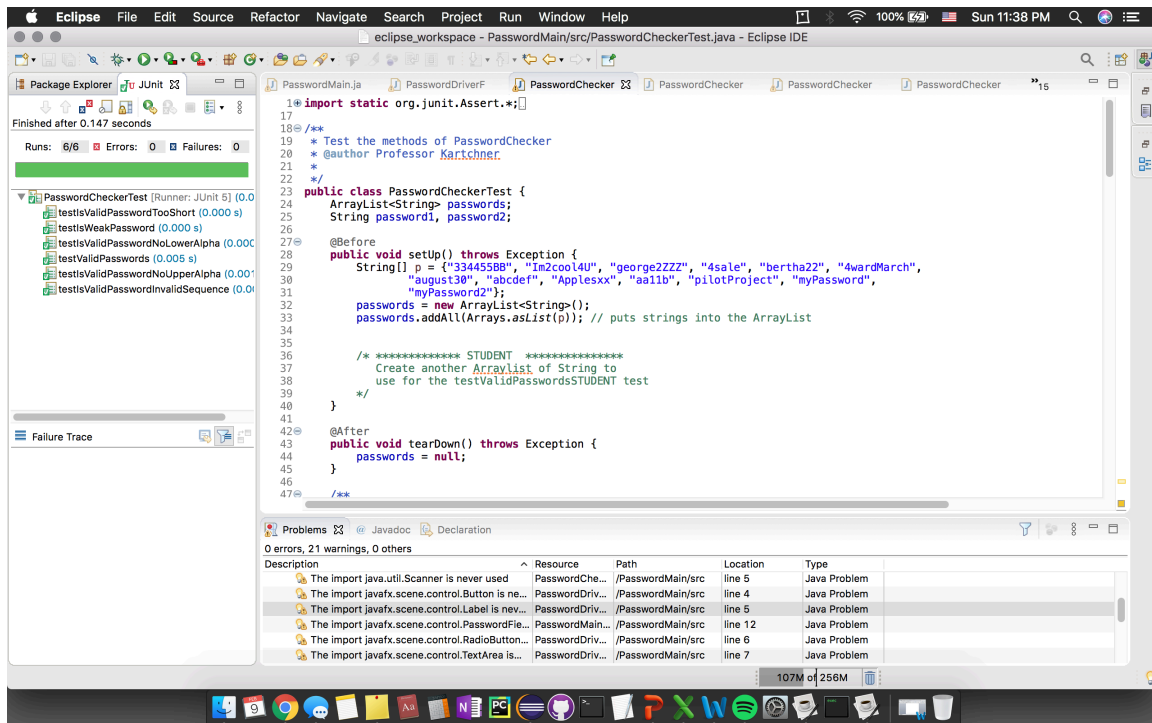 Eclipse File Edit Source Refactor Navigate Search Project Run Window Help 100% Sun 11:38 PM
eclipse_workspace - PasswordMain/src/PasswordCheckerTest.java - Eclipse IDE
Package Explorer JUnit
Finished after 0.147 seconds
Runs: 6/6 Errors: 0 Failures: 0
PasswordCheckerTest [Runner: JUnit 5] (0.0
testIsValidPasswordTooShort (0.000 s)
testIsWeakPassword (0.000 s)
testIsValidPasswordNoLowerAlpha (0.000
testValidPasswords (0.005 s)
testIsValidPasswordNoUpperAlpha (0.001
testIsValidPasswordInvalidSequence (0.00
Failure Trace
PasswordMain.ja PasswordDriverF PasswordChecker PasswordChecker PasswordChecker PasswordChecker »15
1 import static org.junit.Assert.*;
17
18 /**
19 * Test the methods of PasswordChecker
20 * @author Professor Kartchner
21 *
22 */
23 public class PasswordCheckerTest {
24 ArrayList<String> passwords;
25 String password1, password2;
26
27 @Before
28 public void setUp() throws Exception {
29 String[] p = {"334455BB", "Im2cool4U", "george2ZZZ", "4sale", "bertha22", "4wardMarch",
30 "august30", "abcdef", "Applesxx", "aa11b", "pilotProject", "myPassword",
31 "myPassword2"};
32 passwords = new ArrayList<String>();
33 passwords.addAll(Arrays.asList(p)); // puts strings into the ArrayList
34
35
36 /* ************* STUDENT ***************
37 Create another Arraylist of String to
38 use for the testValidPasswordsSTUDENT test
39 */
40 }
41
42 @After
43 public void tearDown() throws Exception {
44 passwords = null;
45 }
46
47 /**
Problems @ Javadoc Declaration
0 errors, 21 warnings, 0 others
Description Resource Path Location Type
The import java.util.Scanner is never used PasswordChe... /PasswordMain/src line 5 Java Problem
The import javafx.scene.control.Button is ne... PasswordDriv... /PasswordMain/src line 4 Java Problem
The import javafx.scene.control.Label is nev... PasswordDriv... /PasswordMain/src line 5 Java Problem
The import javafx.scene.control.PasswordFie... PasswordMain... /PasswordMain/src line 12 Java Problem
The import javafx.scene.control.RadioButton... PasswordDriv... /PasswordMain/src line 6 Java Problem
The import javafx.scene.control.TextArea is... PasswordDriv... /PasswordMain/src line 7 Java Problem
107M of 256M